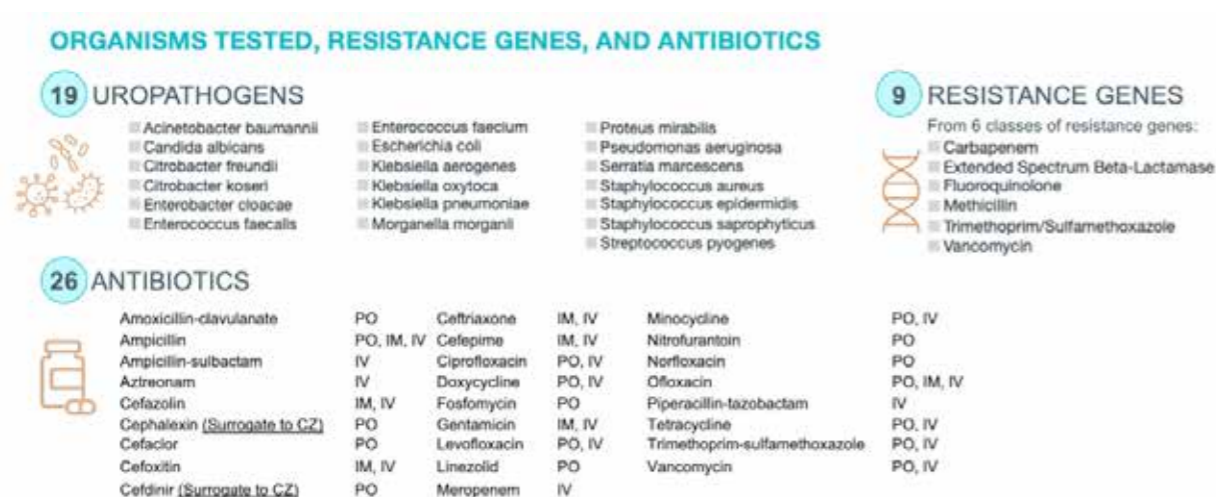 ORGANISMS TESTED, RESISTANCE GENES, AND ANTIBIOTICS
19 UROPATHOGENS
Acinetobacter baumannii
Candida albicans
Citrobacter freundii
Citrobacter koseri
Enterobacter cloacae
Enterococcus faecalis
Enterococcus faecium
Escherichia coli
Klebsiella aerogenes
Klebsiella oxytoca
Klebsiella pneumoniae
Morganella morganii
Proteus mirabilis
Pseudomonas aeruginosa
Serratia marcescens
Staphylococcus aureus
Staphylococcus epidermidis
Staphylococcus saprophyticus
Streptococcus pyogenes
9 RESISTANCE GENES
From 6 classes of resistance genes:
Carbapenem
Extended Spectrum Beta-Lactamase
Fluoroquinolone
Methicillin
Trimethoprim/Sulfamethoxazole
Vancomycin
26 ANTIBIOTICS
Amoxicillin-clavulanate PO
Ampicillin PO, IM, IV
Ampicillin-sulbactam IV
Aztreonam IV
Cefazolin IM, IV
Cephalexin (Surrogate to CZ) PO
Cefaclor PO
Cefoxitin IM, IV
Cefdinir (Surrogate to CZ) PO
Ceftriaxone IM, IV
Cefepime IM, IV
Ciprofloxacin PO, IV
Doxycycline PO, IV
Fosfomycin PO
Gentamicin IM, IV
Levofloxacin PO, IV
Linezolid PO
Meropenem IV
Minocycline PO, IV
Nitrofurantoin PO
Norfloxacin PO
Ofloxacin PO, IM, IV
Piperacillin-tazobactam IV
Tetracycline PO, IV
Trimethoprim-sulfamethoxazole PO, IV
Vancomycin PO, IV